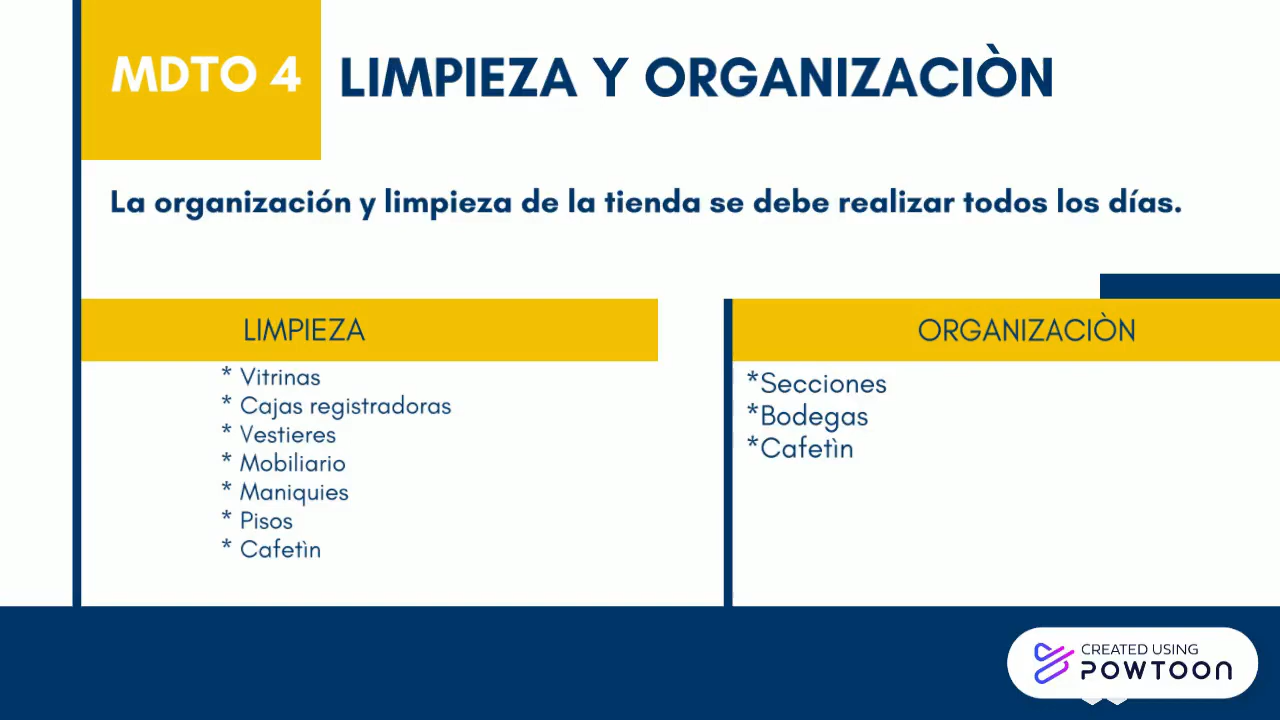 MDTO 4
LIMPIEZA Y ORGANIZACIÒN
La organización y limpieza de la tienda se debe realizar todos los días.
LIMPIEZA
* Vitrinas
* Cajas registradoras
* Vestieres
* Mobiliario
* Maniquies
* Pisos
* Cafetìn
ORGANIZACIÒN
*Secciones
*Bodegas
*Cafetìn
CREATED USING
POWTOON